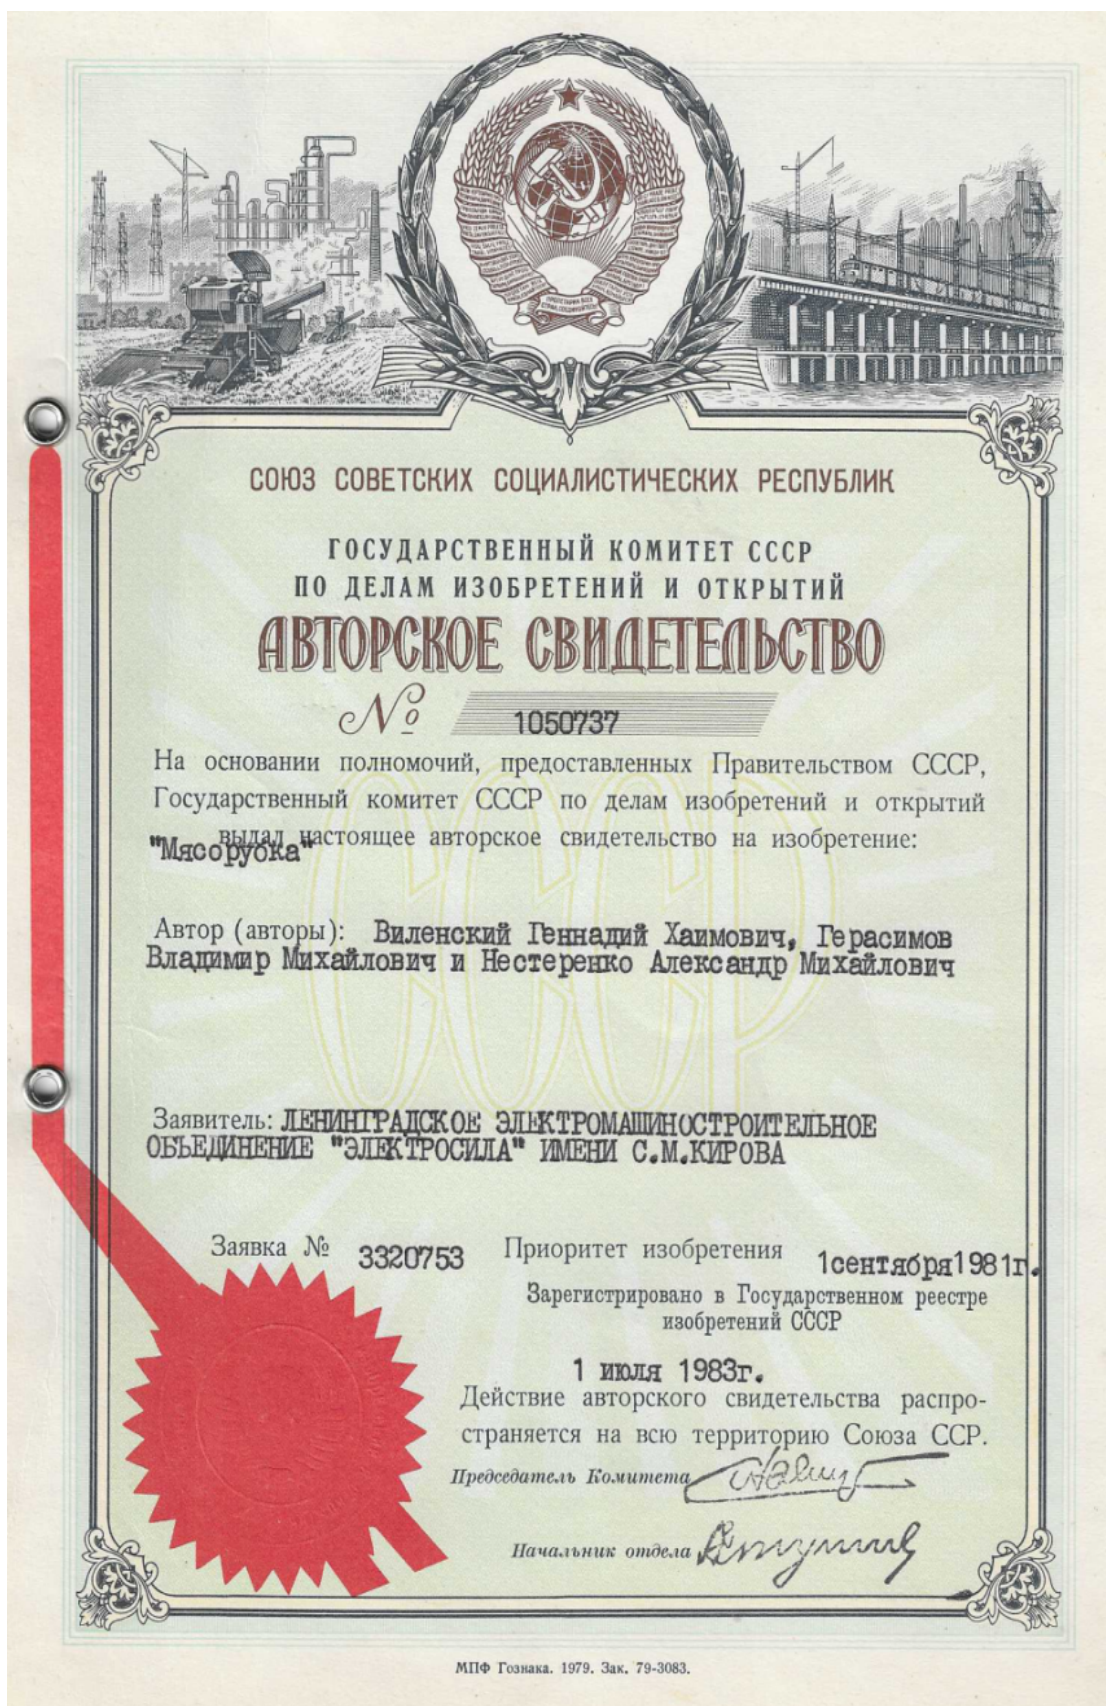 СОЮЗ СОВЕТСКИХ СОЦИАЛИСТИЧЕСКИХ РЕСПУБЛИК
ГОСУДАРСТВЕННЫЙ КОМИТЕТ СССР
ПО ДЕЛАМ ИЗОБРЕТЕНИЙ И ОТКРЫТИЙ
АВТОРСКОЕ СВИДЕТЕЛЬСТВО
№ 1050737
На основании полномочий, предоставленных Правительством СССР,
Государственный комитет СССР по делам изобретений и открытий
выдал настоящее авторское свидетельство на изобретение:
"Мясорубка"
Автор (авторы): Виленский Геннадий Хаимович, Герасимов
Владимир Михайлович и Нестеренко Александр Михайлович
СССР
Заявитель: ЛЕНИНГРАДСКОЕ ЭЛЕКТРОМАШИНОСТРОИТЕЛЬНОЕ
ОБЪЕДИНЕНИЕ "ЭЛЕКТРОСИЛА" ИМЕНИ С.М.КИРОВА
Заявка № 3320753 Приоритет изобретения 1сентября1981г.
Зарегистрировано в Государственном реестре
изобретений СССР
1 июля 1983г.
Действие авторского свидетельства распро-
страняется на всю территорию Союза ССР.
Председатель Комитета
Начальник отдела
МПФ Гознака. 1979. Зак. 79-3083.